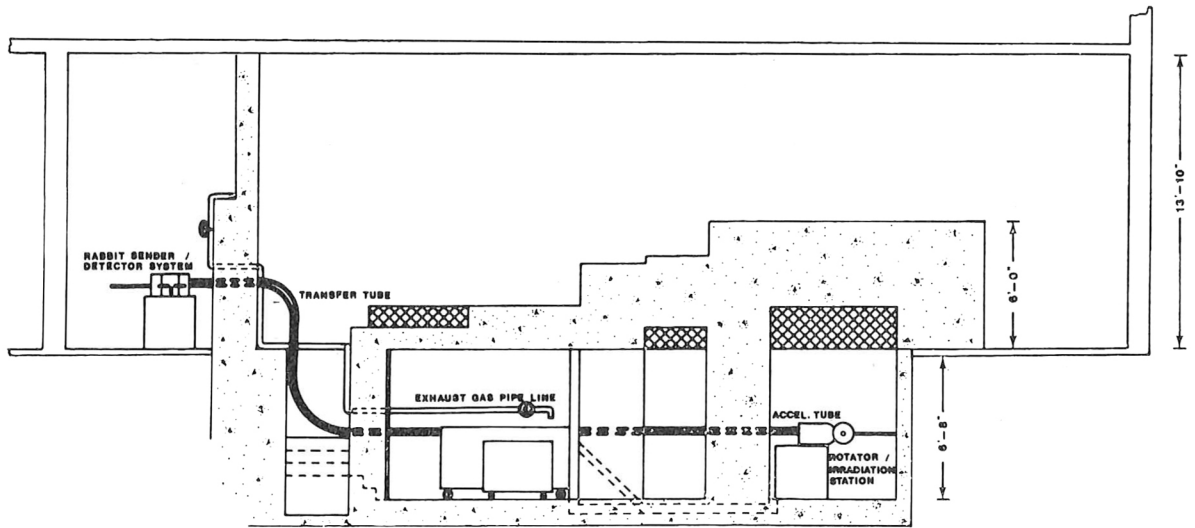 RABBIT SENDER /
DETECTOR SYSTEM
TRANSFER TUBE
EXHAUST GAS PIPE LINE
ACCEL. TUBE
ROTATOR /
IRRADIATION
STATION
6'-0"
13'-10"
6'-8"